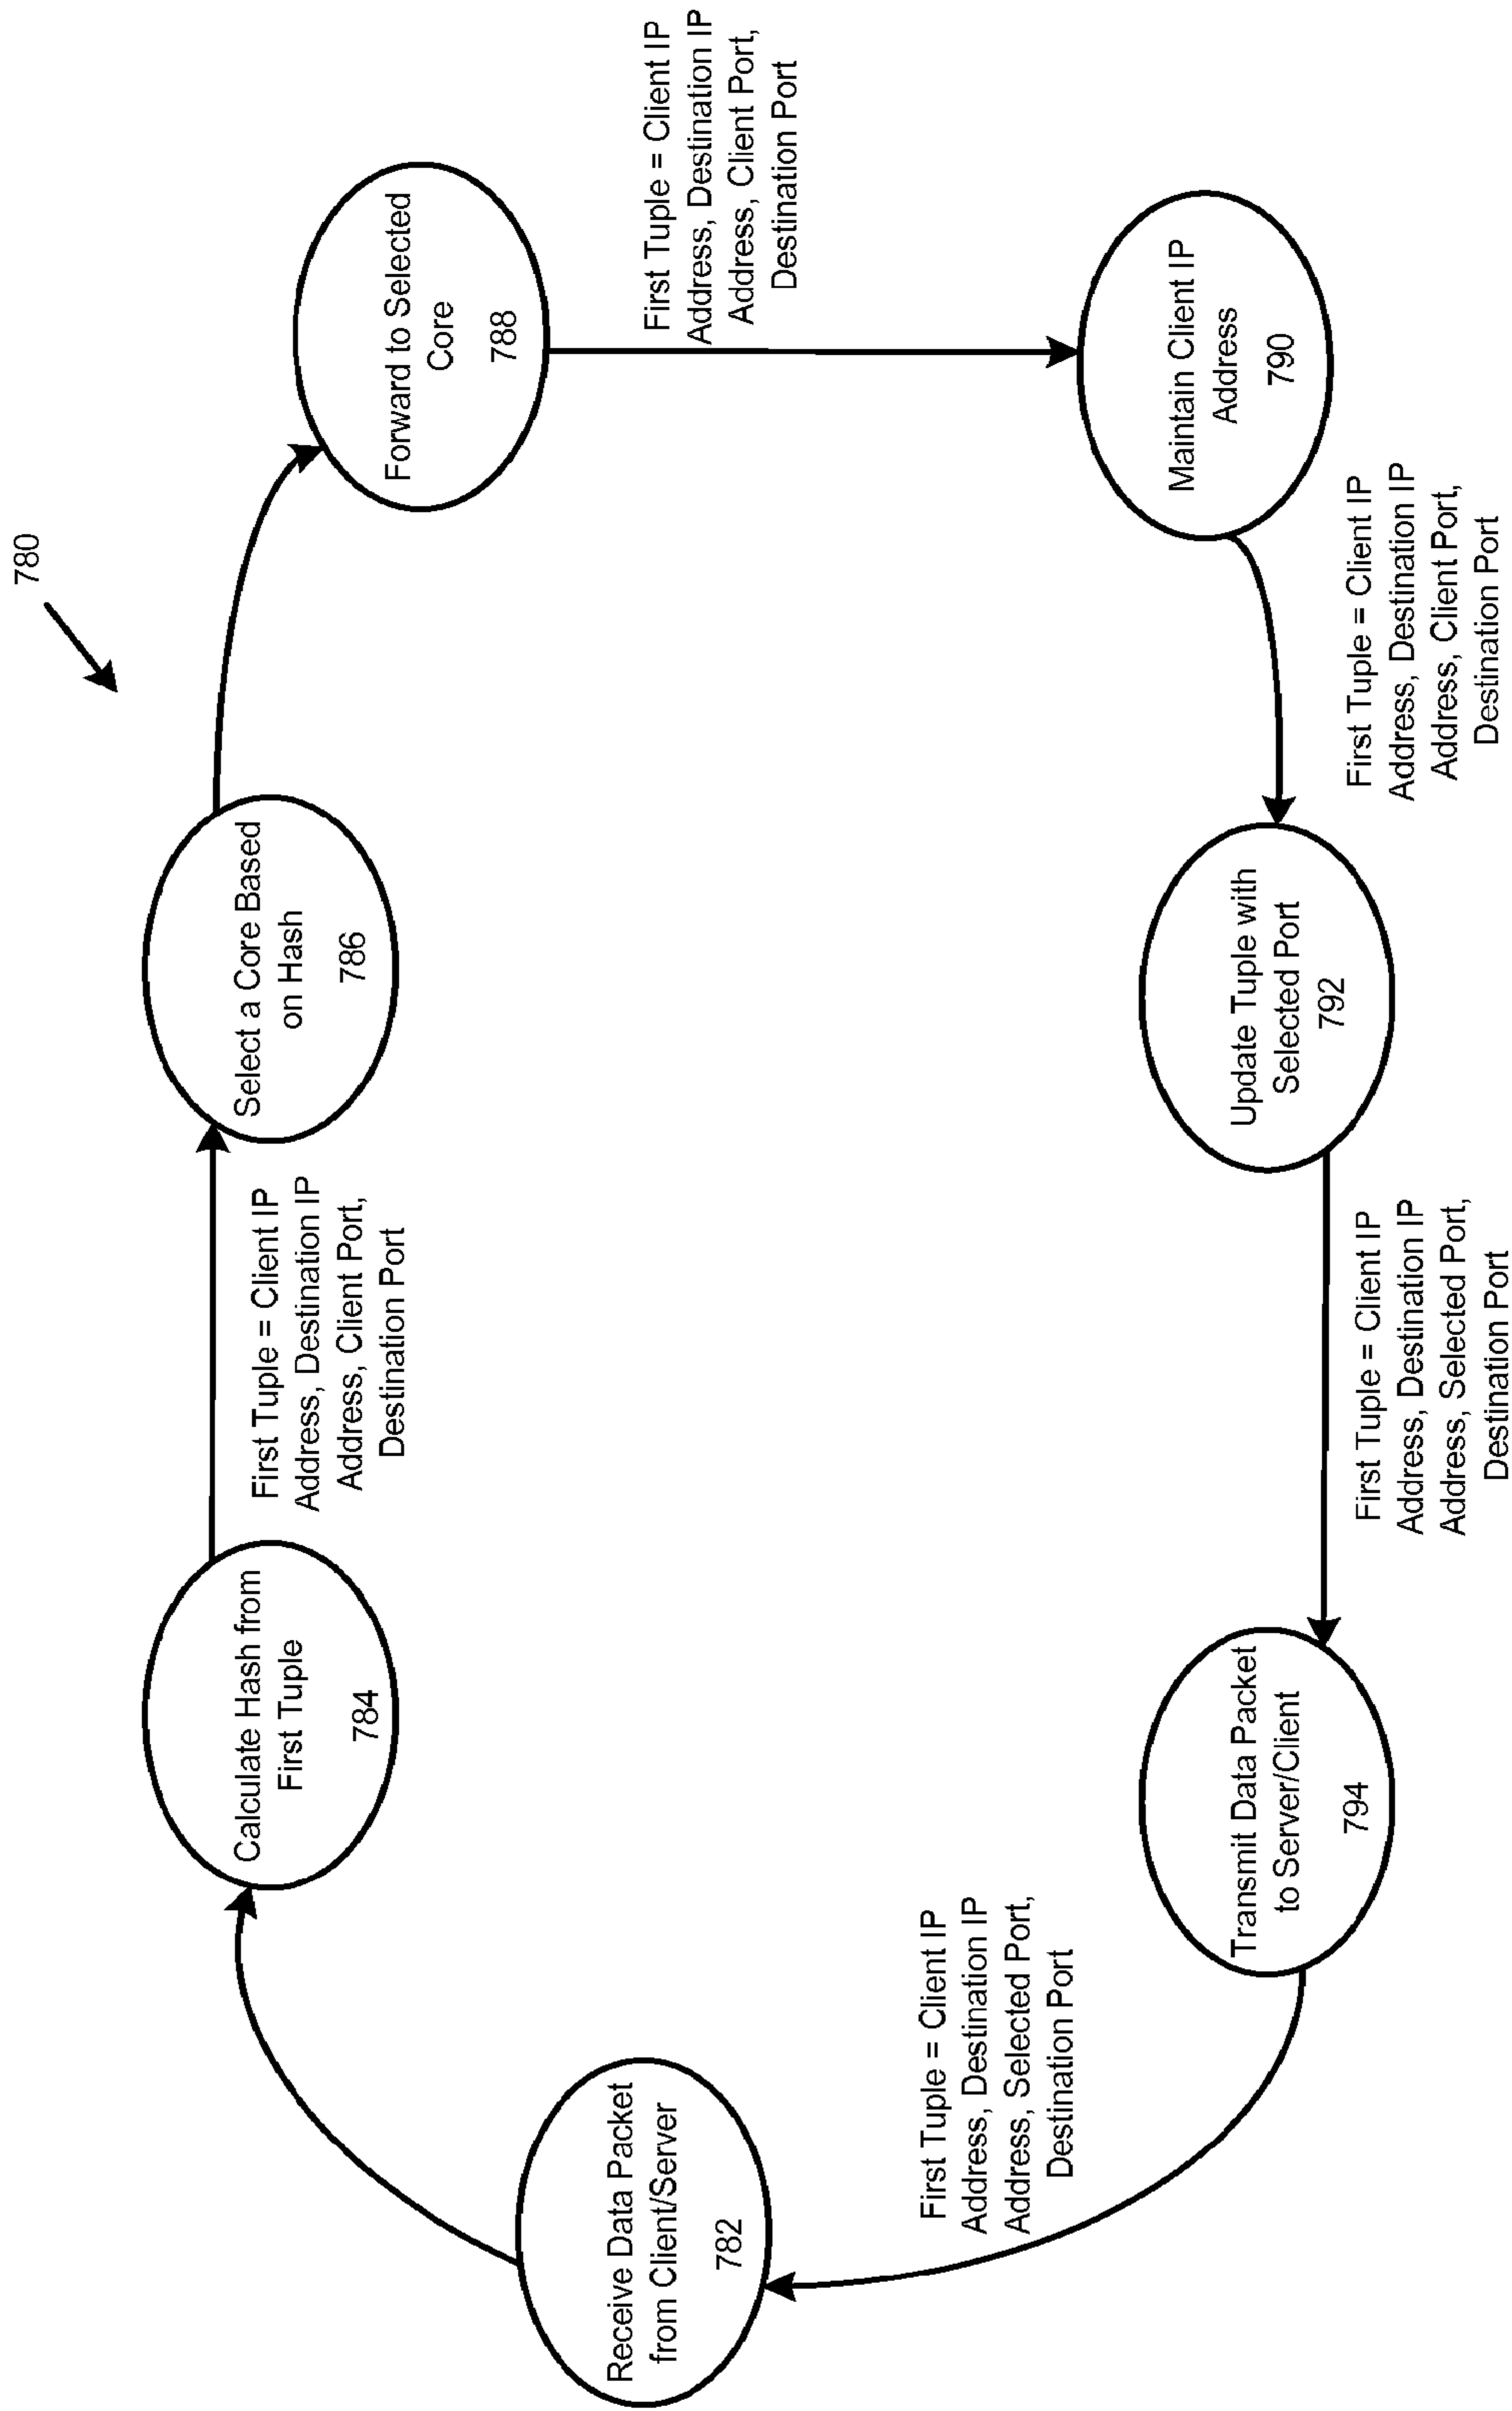 780
Receive Data Packet
from Client/Server
782
Calculate Hash from
First Tuple
784
First Tuple = Client IP
Address, Destination IP
Address, Client Port,
Destination Port
Select a Core Based
on Hash
786
Forward to Selected
Core
788
First Tuple = Client IP
Address, Destination IP
Address, Client Port,
Destination Port
Maintain Client IP
Address
790
First Tuple = Client IP
Address, Destination IP
Address, Client Port,
Destination Port
Update Tuple with
Selected Port
792
First Tuple = Client IP
Address, Destination IP
Address, Selected Port,
Destination Port
Transmit Data Packet
to Server/Client
794
First Tuple = Client IP
Address, Destination IP
Address, Selected Port,
Destination Port